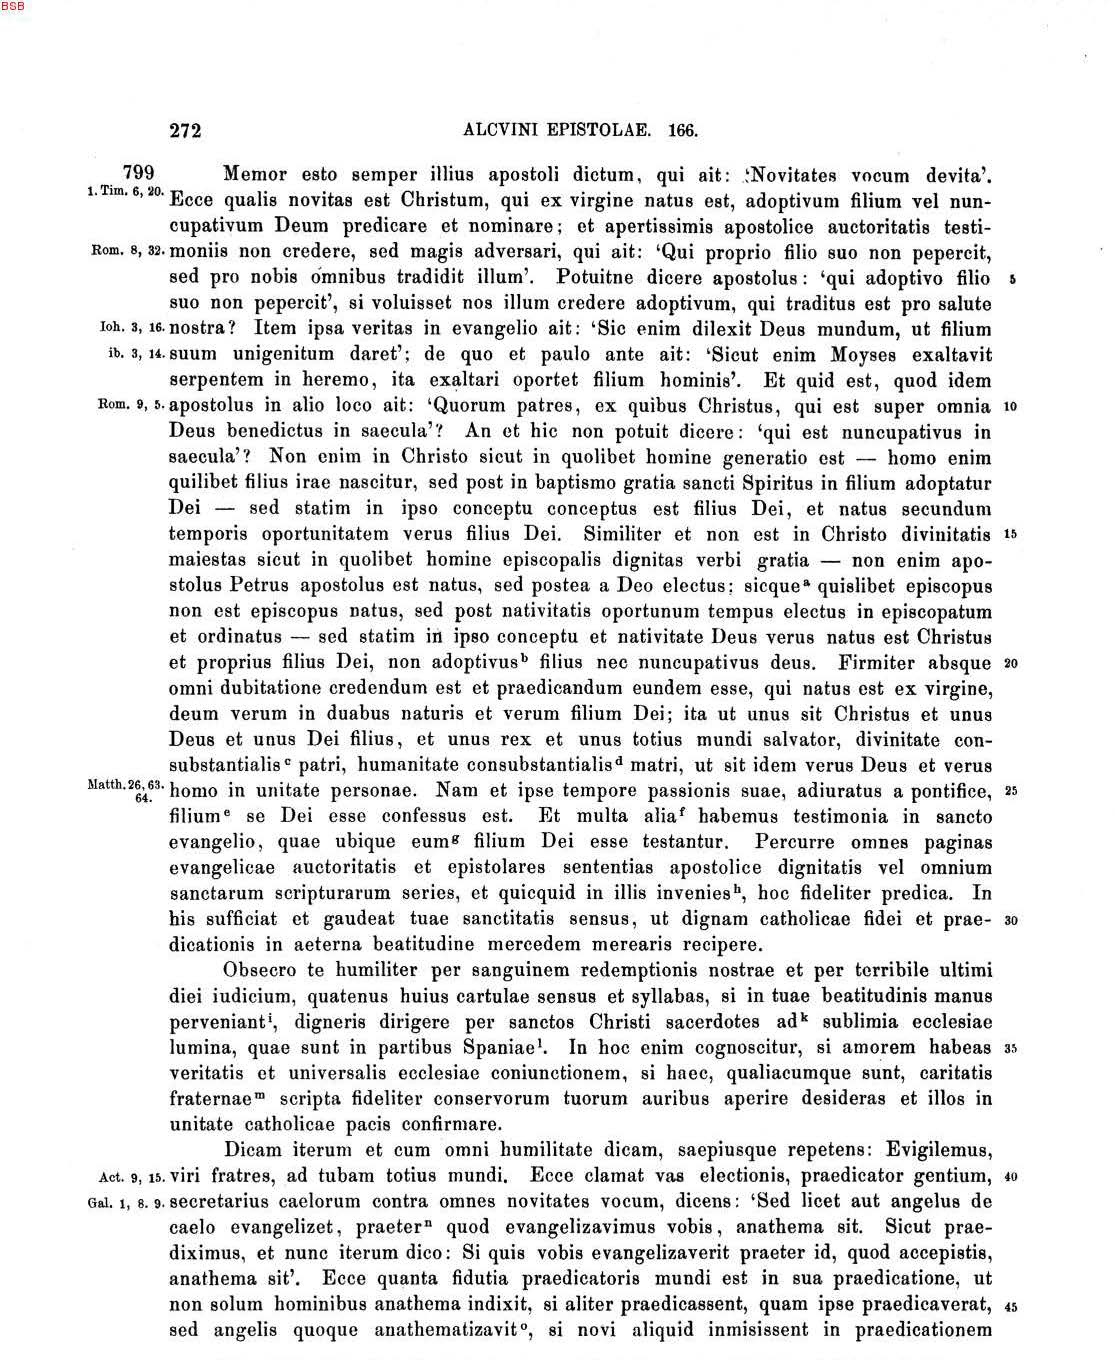 BSB
272 ALCVINI EPISTOLAE. 166.
799 Memor esto semper illius apostoli dictum, qui ait: ‘Novitates vocum devita’.
1. Tim. 6, 20. Ecce qualis novitas est Christum, qui ex virgine natus est, adoptivum filium vel nun-
cupativum Deum predicare et nominare; et apertissimis apostolice auctoritatis testi-
Rom. 8, 32. moniis non credere, sed magis adversari, qui ait: ‘Qui proprio filio suo non pepercit,
sed pro nobis omnibus tradidit illum’. Potuitne dicere apostolus: ‘qui adoptivo filio 5
suo non pepercit’, si voluisset nos illum credere adoptivum, qui traditus est pro salute
Ioh. 3, 16. nostra? Item ipsa veritas in evangelio ait: ‘Sic enim dilexit Deus mundum, ut filium
ib. 3, 14. suum unigenitum daret’; de quo et paulo ante ait: ‘Sicut enim Moyses exaltavit
serpentem in heremo, ita exaltari oportet filium hominis’. Et quid est, quod idem
Rom. 9, 5. apostolus in alio loco ait: ‘Quorum patres, ex quibus Christus, qui est super omnia 10
Deus benedictus in saecula’? An et hic non potuit dicere: ‘qui est nuncupativus in
saecula’? Non enim in Christo sicut in quolibet homine generatio est — homo enim
quilibet filius irae nascitur, sed post in baptismo gratia sancti Spiritus in filium adoptatur
Dei — sed statim in ipso conceptu conceptus est filius Dei, et natus secundum
temporis oportunitatem verus filius Dei. Similiter et non est in Christo divinitatis 15
maiestas sicut in quolibet homine episcopalis dignitas verbi gratia — non enim apo-
stolus Petrus apostolus est natus, sed postea a Deo electus; sicque a quislibet episcopus
non est episcopus natus, sed post nativitatis oportunum tempus electus in episcopatum
et ordinatus — sed statim in ipso conceptu et nativitate Deus verus natus est Christus
et proprius filius Dei, non adoptivus b filius nec nuncupativus deus. Firmiter absque 20
omni dubitatione credendum est et praedicandum eundem esse, qui natus est ex virgine,
deum verum in duabus naturis et verum filium Dei; ita ut unus sit Christus et unus
Deus et unus Dei filius, et unus rex et unus totius mundi salvator, divinitate con-
substantialis c patri, humanitate consubstantialis d matri, ut sit idem verus Deus et verus
Matth. 26, 63. 64. homo in unitate personae. Nam et ipse tempore passionis suae, adiuratus a pontifice, 25
filium e se Dei esse confessus est. Et multa alia f habemus testimonia in sancto
evangelio, quae ubique eum g filium Dei esse testantur. Percurre omnes paginas
evangelicae auctoritatis et epistolares sententias apostolice dignitatis vel omnium
sanctarum scripturarum series, et quicquid in illis invenies h, hoc fideliter predica. In
his sufficiat et gaudeat tuae sanctitatis sensus, ut dignam catholicae fidei et prae- 30
dicationis in aeterna beatitudine mercedem merearis recipere.
Obsecro te humiliter per sanguinem redemptionis nostrae et per terribile ultimi
diei iudicium, quatenus huius cartulae sensus et syllabas, si in tuae beatitudinis manus
perveniant i, digneris dirigere per sanctos Christi sacerdotes ad k sublimia ecclesiae
lumina, quae sunt in partibus Spaniae l. In hoc enim cognoscitur, si amorem habeas 35
veritatis et universalis ecclesiae coniunctionem, si haec, qualiacumque sunt, caritatis
fraternae m scripta fideliter conservorum tuorum auribus aperire desideras et illos in
unitate catholicae pacis confirmare.
Dicam iterum et cum omni humilitate dicam, saepiusque repetens: Evigilemus,
Act. 9, 15. viri fratres, ad tubam totius mundi. Ecce clamat vas electionis, praedicator gentium, 40
Gal. 1, 8. 9. secretarius caelorum contra omnes novitates vocum, dicens: ‘Sed licet aut angelus de
caelo evangelizet, praeter n quod evangelizavimus vobis, anathema sit. Sicut prae-
diximus, et nunc iterum dico: Si quis vobis evangelizaverit praeter id, quod accepistis,
anathema sit’. Ecce quanta fidutia praedicatoris mundi est in sua praedicatione, ut
non solum hominibus anathema indixit, si aliter praedicassent, quam ipse praedicaverat, 45
sed angelis quoque anathematizavit o, si novi aliquid inmisissent in praedicationem